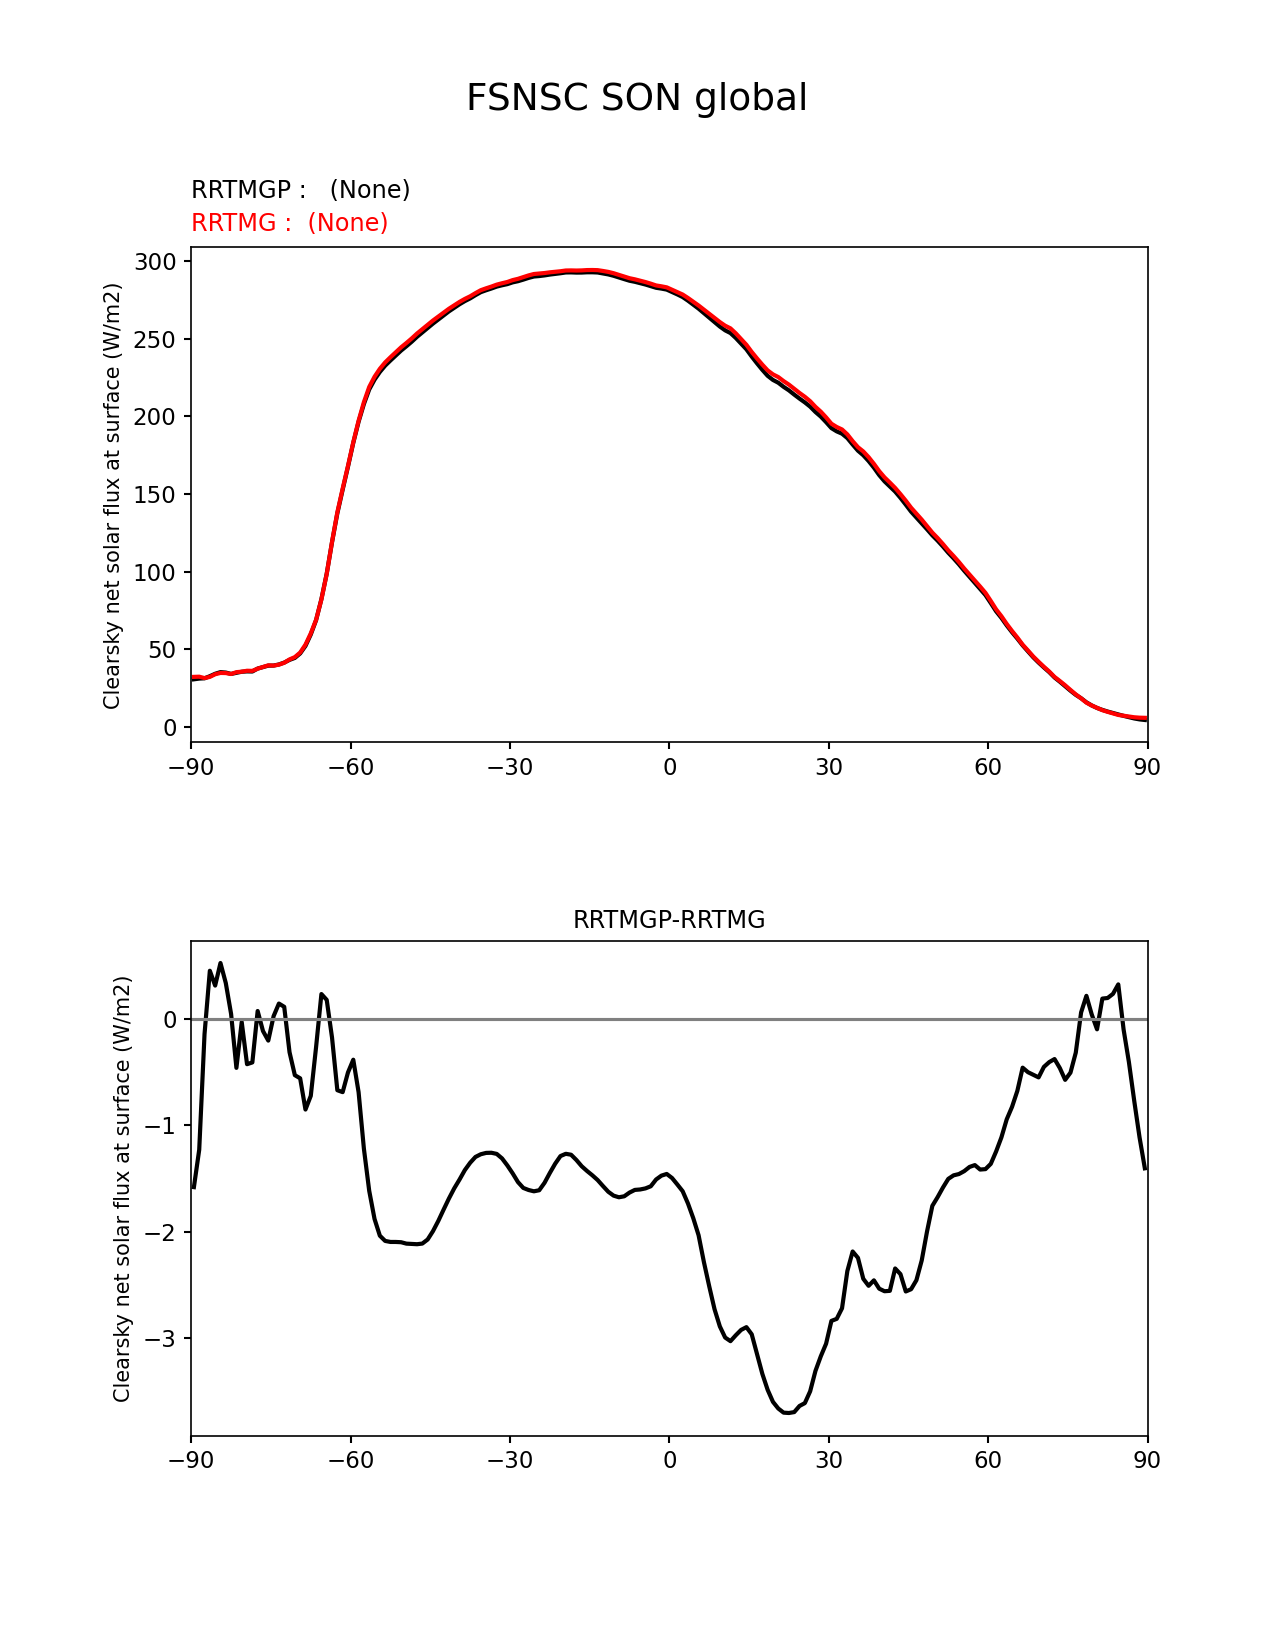 FSNSC SON global
RRTMGP :   (None)
RRTMG :  (None)
Clearsky net solar flux at surface (W/m2)
300
250
200
150
100
50
0
−90 −60 −30 0 30 60 90
RRTMGP-RRTMG
Clearsky net solar flux at surface (W/m2)
0
−1
−2
−3
−90 −60 −30 0 30 60 90